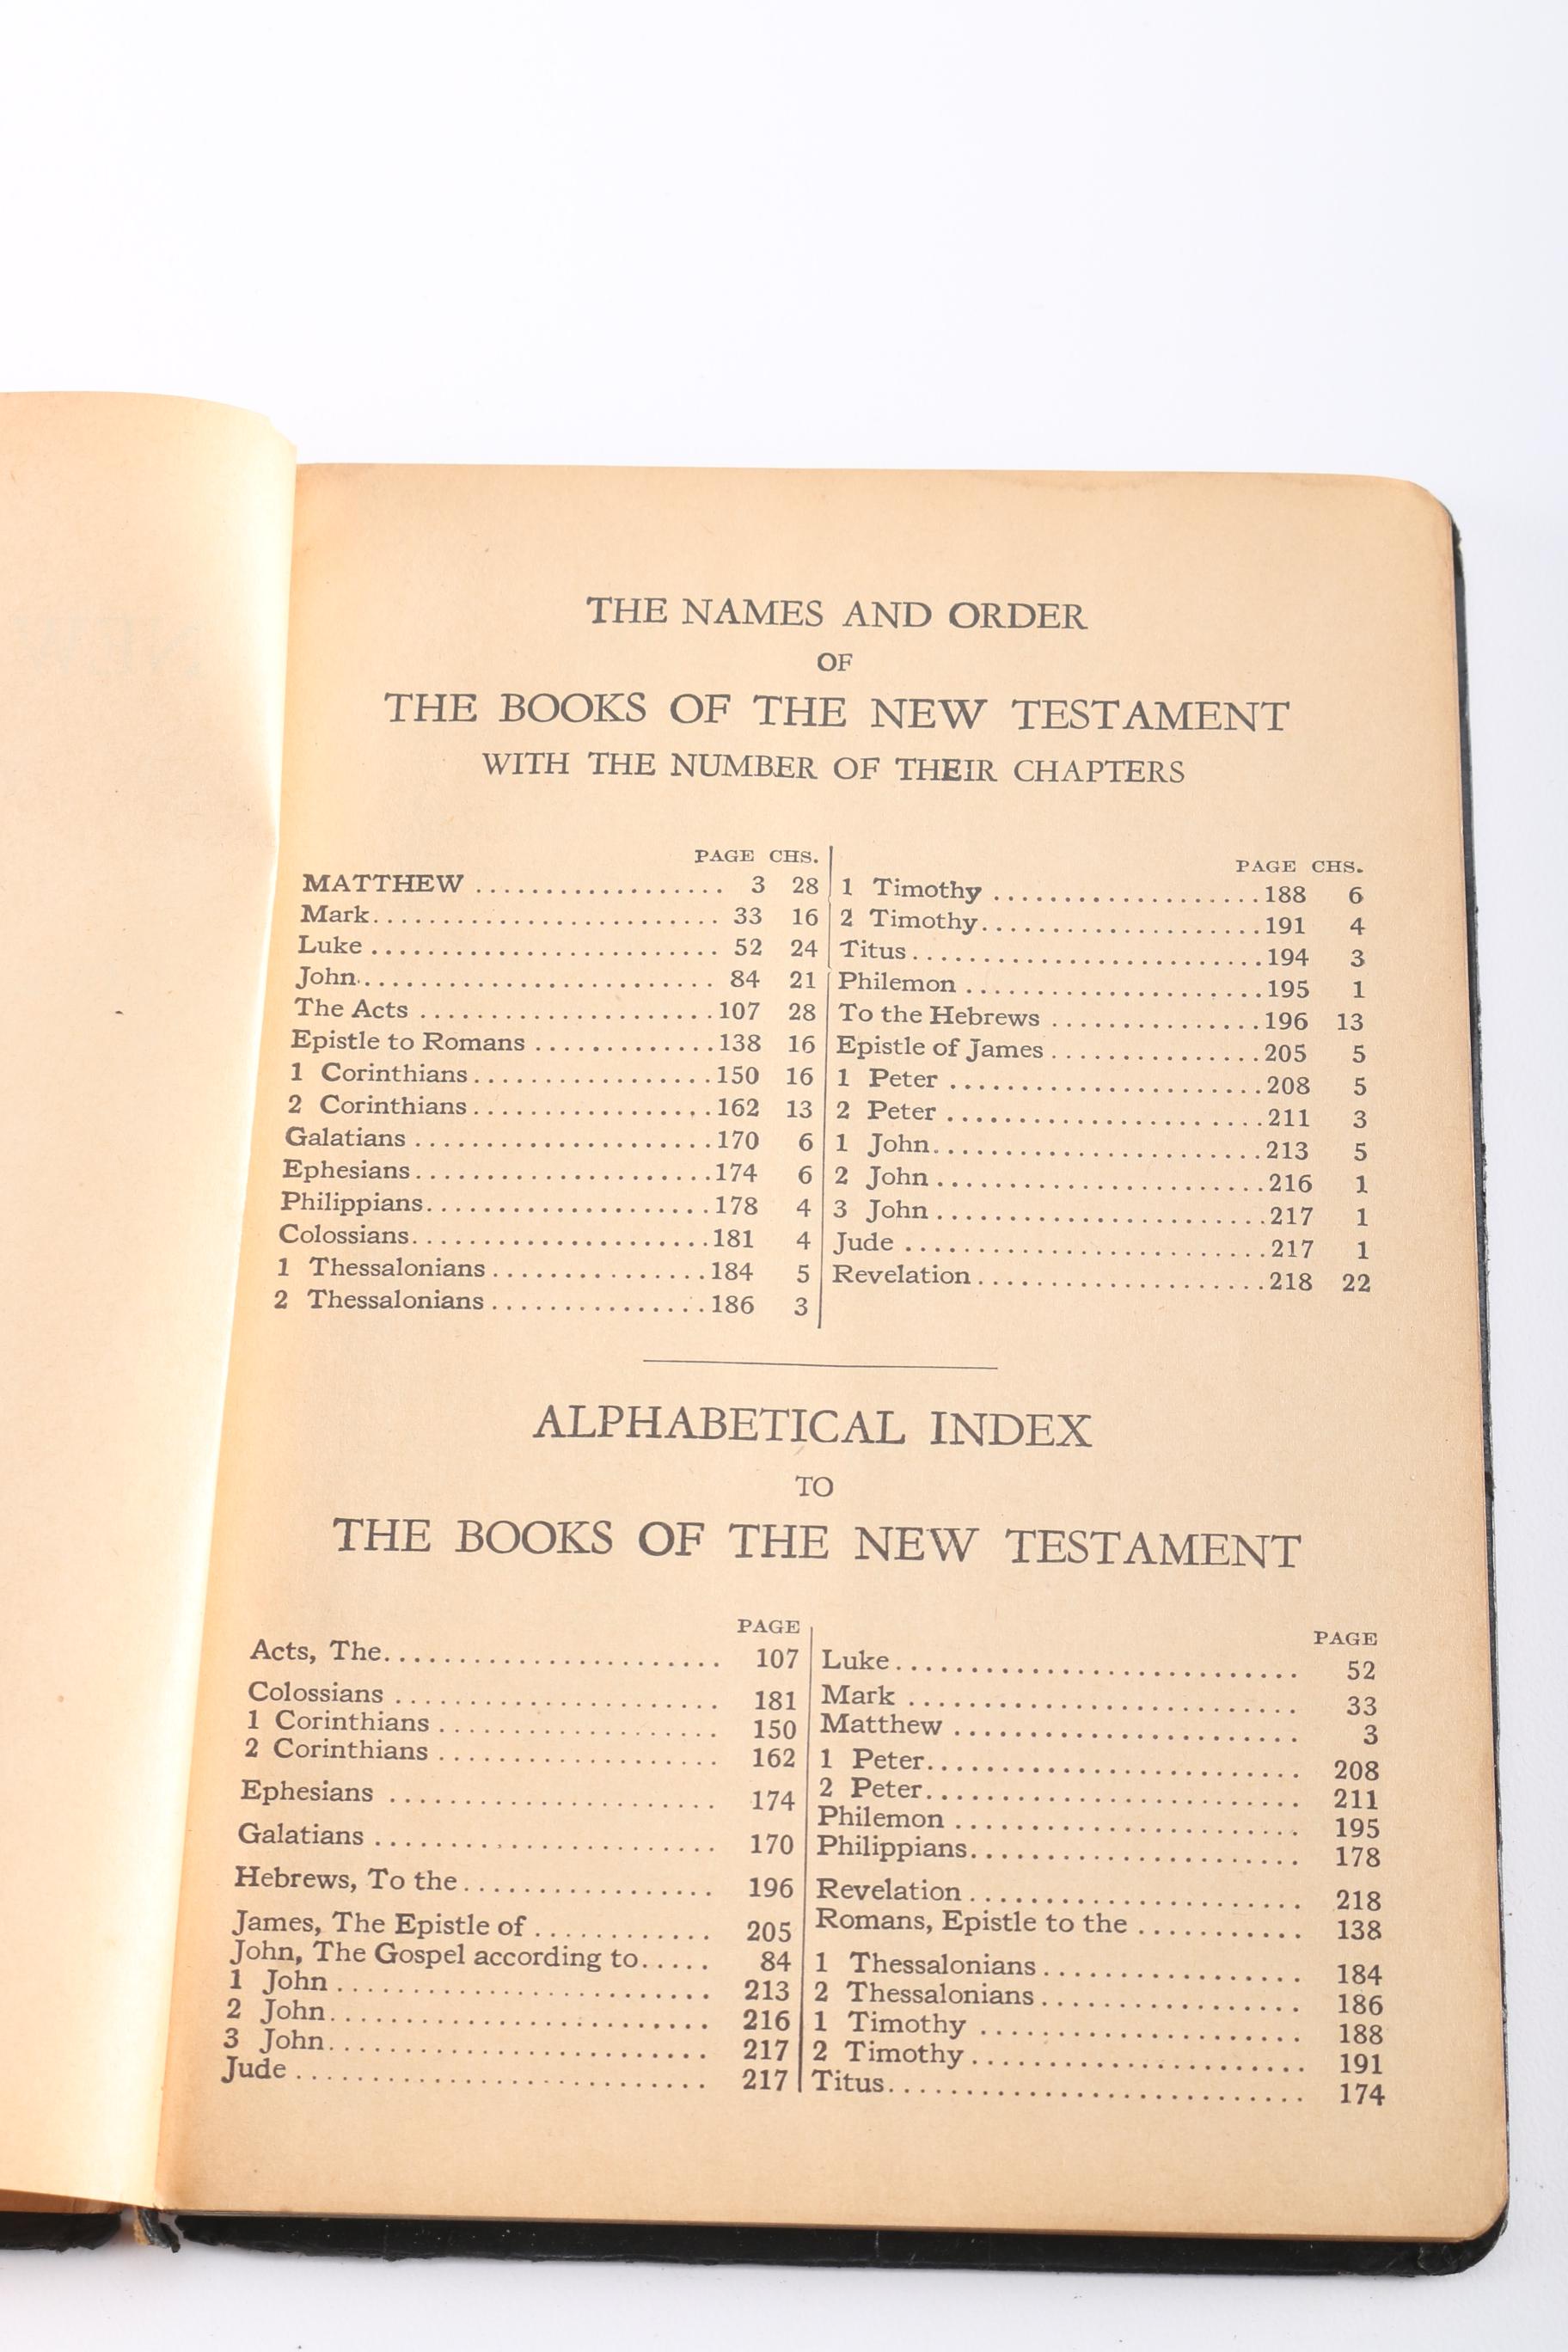 THE NAMES AND ORDER
OF
THE BOOKS OF THE NEW TESTAMENT
WITH THE NUMBER OF THEIR CHAPTERS
PAGE CHS.
MATTHEW .................. 3 28
Mark......................... 33 16
Luke ......................... 52 24
John.......................... 84 21
The Acts .....................107 28
Epistle to Romans .............138 16
1 Corinthians.................150 16
2 Corinthians.................162 13
Galatians .....................170 6
Ephesians.....................174 6
Philippians....................178 4
Colossians.....................181 4
1 Thessalonians...............184 5
2 Thessalonians...............186 3
PAGE CHS.
1 Timothy ...................188 6
2 Timothy....................191 4
Titus.........................194 3
Philemon .....................195 1
To the Hebrews ...............196 13
Epistle of James...............205 5
1 Peter ......................208 5
2 Peter ......................211 3
1 John.......................213 5
2 John.......................216 1
3 John.......................217 1
Jude .........................217 1
Revelation....................218 22
ALPHABETICAL INDEX
TO
THE BOOKS OF THE NEW TESTAMENT
PAGE
Acts, The....................... 107
Colossians ...................... 181
1 Corinthians ................... 150
2 Corinthians ................... 162
Ephesians ...................... 174
Galatians ....................... 170
Hebrews, To the................. 196
James, The Epistle of ............ 205
John, The Gospel according to..... 84
1 John ......................... 213
2 John.......................... 216
3 John.......................... 217
Jude ............................ 217
PAGE
Luke........................... 52
Mark .......................... 33
Matthew ....................... 3
1 Peter......................... 208
2 Peter......................... 211
Philemon ....................... 195
Philippians...................... 178
Revelation....................... 218
Romans, Epistle to the ........... 138
1 Thessalonians.................. 184
2 Thessalonians.................. 186
1 Timothy ...................... 188
2 Timothy....................... 191
Titus............................ 174